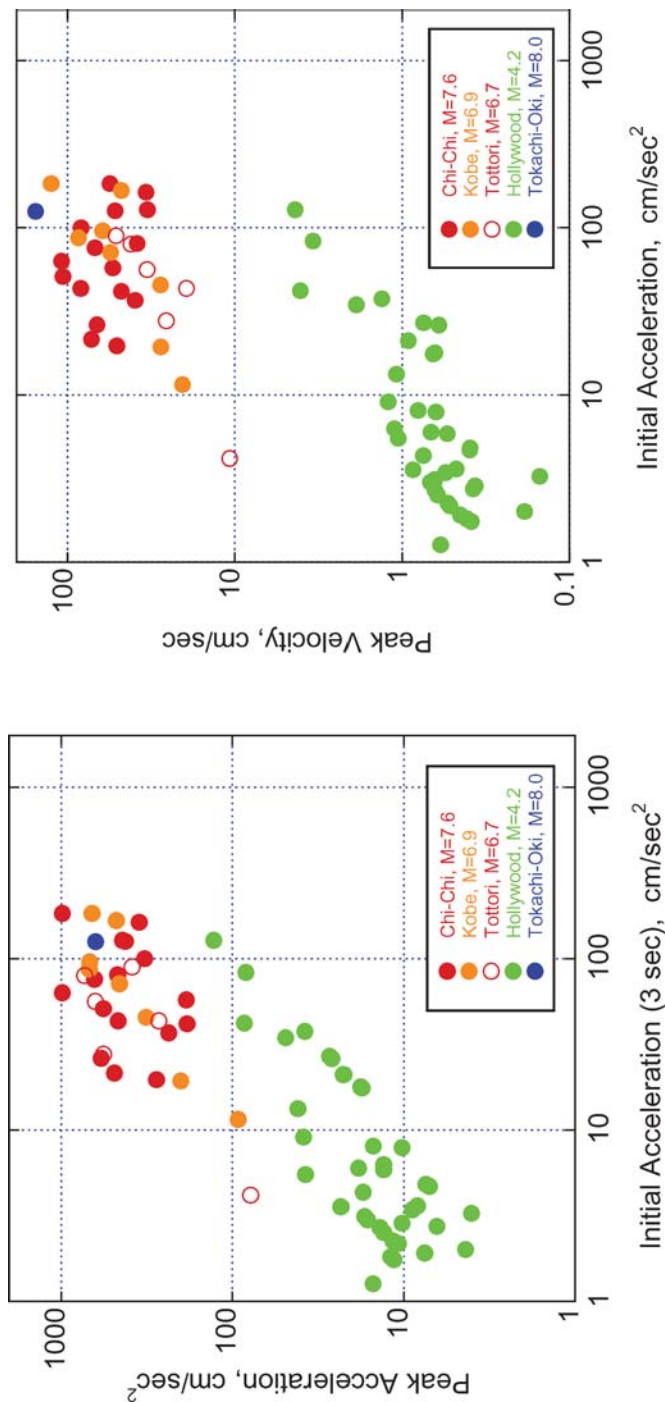 1000
100
10
1
Peak Acceleration, cm/sec²
1
10
100
1000
Initial Acceleration (3 sec), cm/sec²
Chi-Chi, M=7.6
Kobe, M=6.9
Tottori, M=6.7
Hollywood, M=4.2
Tokachi-Oki, M=8.0
100
10
1
0.1
Peak Velocity, cm/sec
1
10
100
1000
Initial Acceleration, cm/sec²
Chi-Chi, M=7.6
Kobe, M=6.9
Tottori, M=6.7
Hollywood, M=4.2
Tokachi-Oki, M=8.0